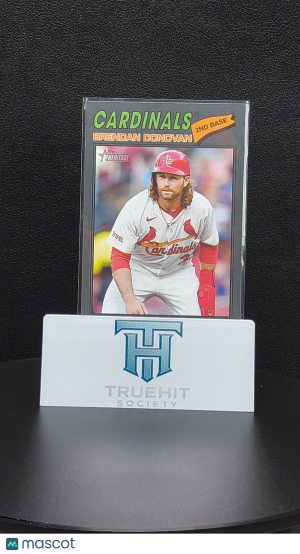 CARDINALS
BRENDAN DONOVAN
2ND BASE
HERITAGE
Cardinals
TH
TRUEHIT
SOCIETY
mascot